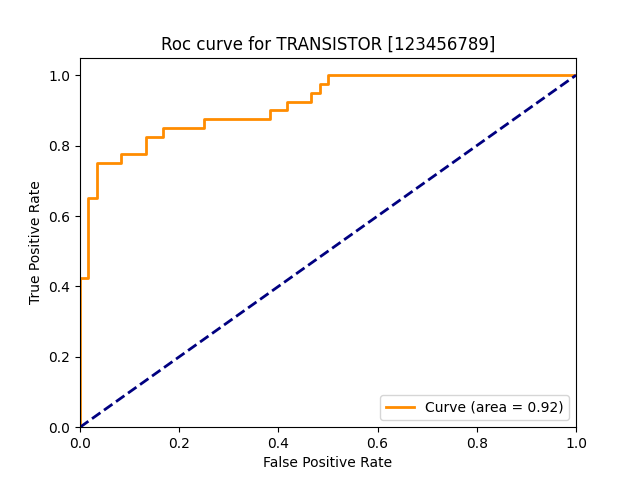 Roc curve for TRANSISTOR [123456789]
True Positive Rate
1.0
0.8
0.6
0.4
0.2
0.0
0.0 0.2 0.4 0.6 0.8 1.0
Curve (area = 0.92)
False Positive Rate